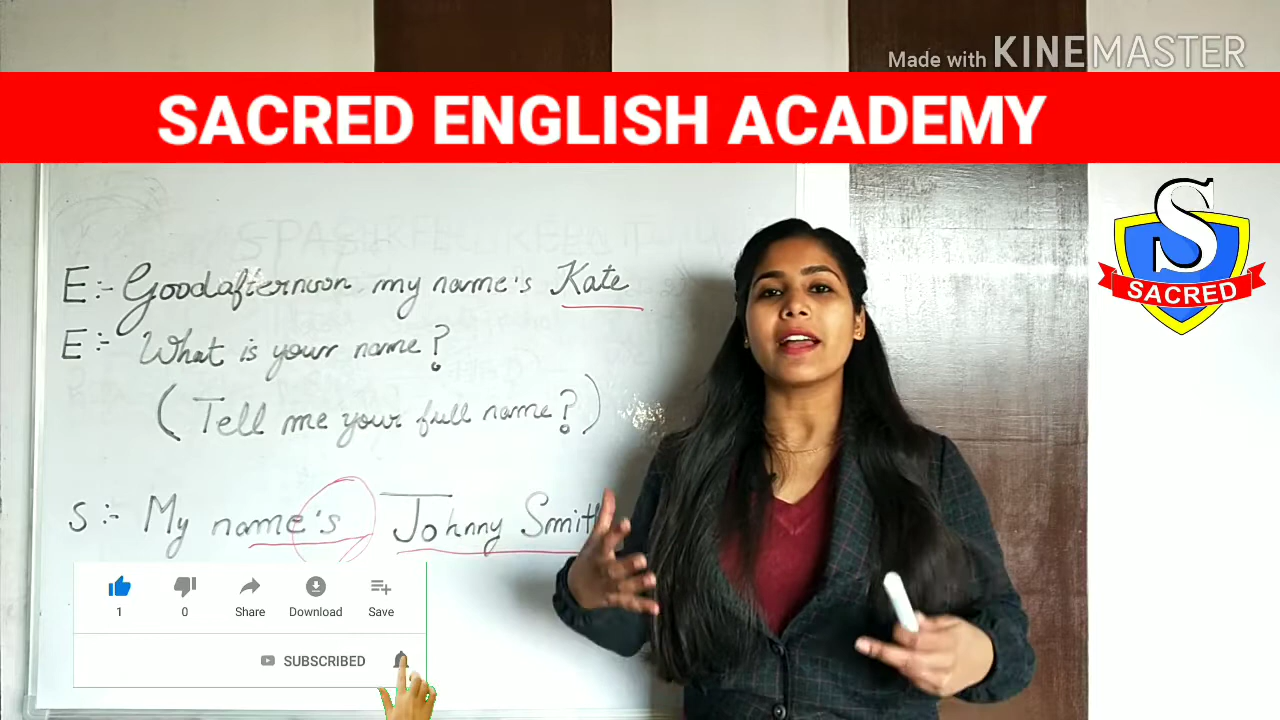 Made with KINEMASTER
SACRED ENGLISH ACADEMY
S
SACRED
E:- Goodafternoon my name's Kate
E:- What is your name?
(Tell me your full name?)
S:- My name's Johnny Smith
1 0 Share Download Save
SUBSCRIBED